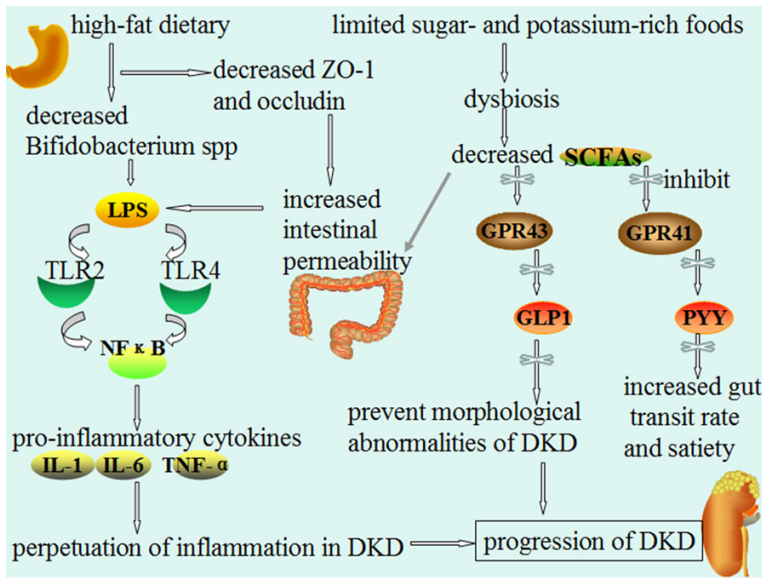 high-fat dietary
limited sugar- and potassium-rich foods
decreased ZO-1
and occludin
decreased
Bifidobacterium spp
dysbiosis
decreased SCFAs
inhibit
LPS
increased
intestinal
permeability
GPR43
GPR41
TLR2
TLR4
GLP1
PYY
NF κ B
prevent morphological
abnormalities of DKD
increased gut
transit rate
and satiety
pro-inflammatory cytokines
IL-1 IL-6 TNF-α
perpetuation of inflammation in DKD
progression of DKD